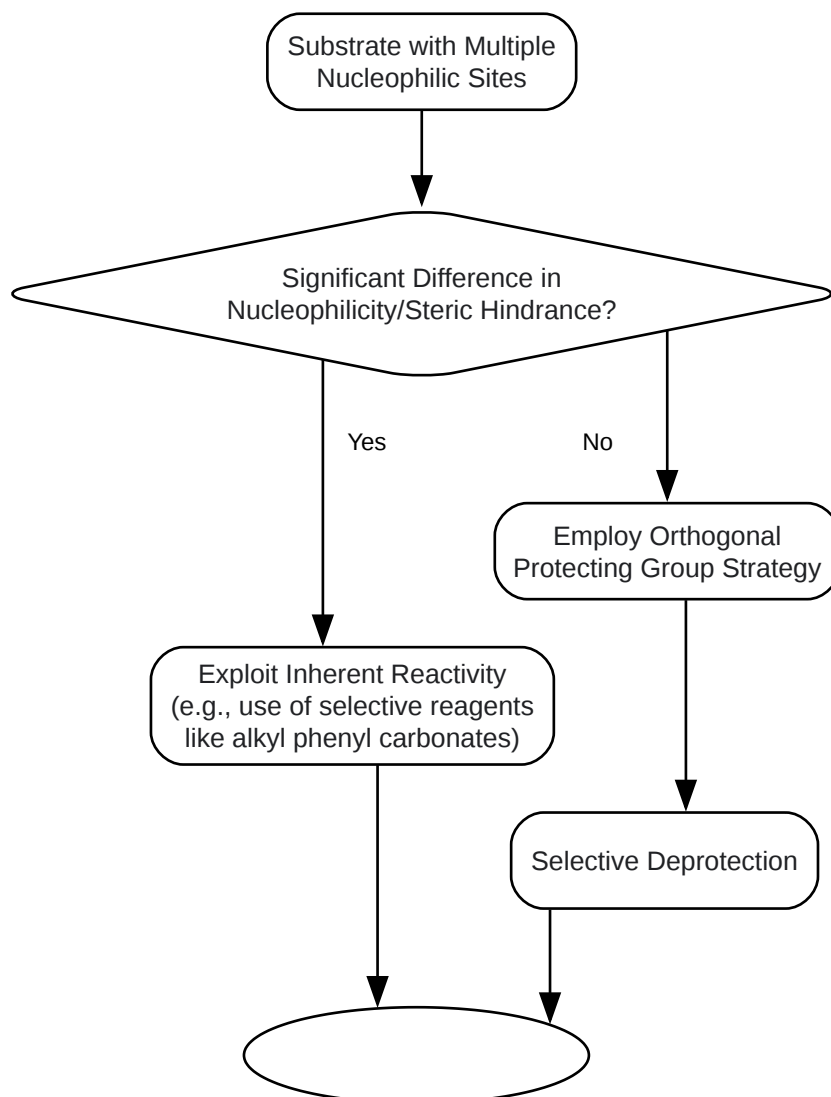 Substrate with Multiple
Nucleophilic Sites
Significant Difference in
Nucleophilicity/Steric Hindrance?
Yes
No
Employ Orthogonal
Protecting Group Strategy
Exploit Inherent Reactivity
(e.g., use of selective reagents
like alkyl phenyl carbonates)
Selective Deprotection